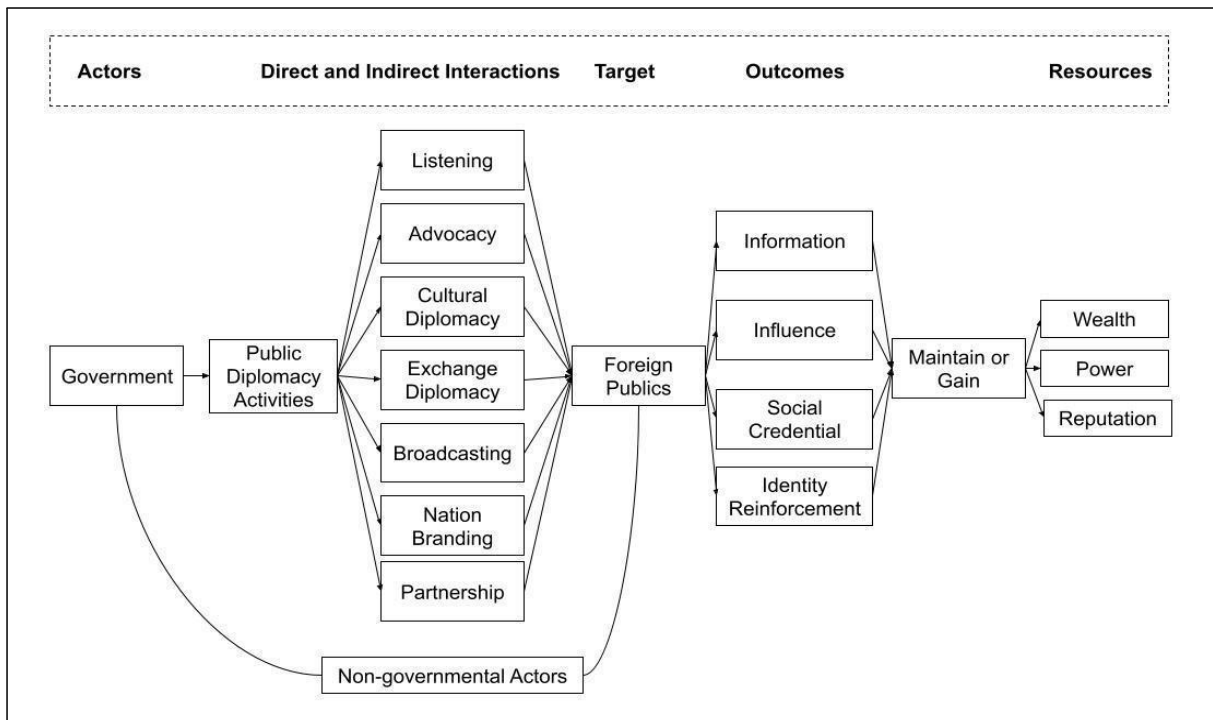 Actors
Direct and Indirect Interactions
Target
Outcomes
Resources
Government
Public
Diplomacy
Activities
Listening
Advocacy
Cultural
Diplomacy
Exchange
Diplomacy
Broadcasting
Nation
Branding
Partnership
Non-governmental Actors
Foreign
Publics
Information
Influence
Social
Credential
Identity
Reinforcement
Maintain or
Gain
Wealth
Power
Reputation